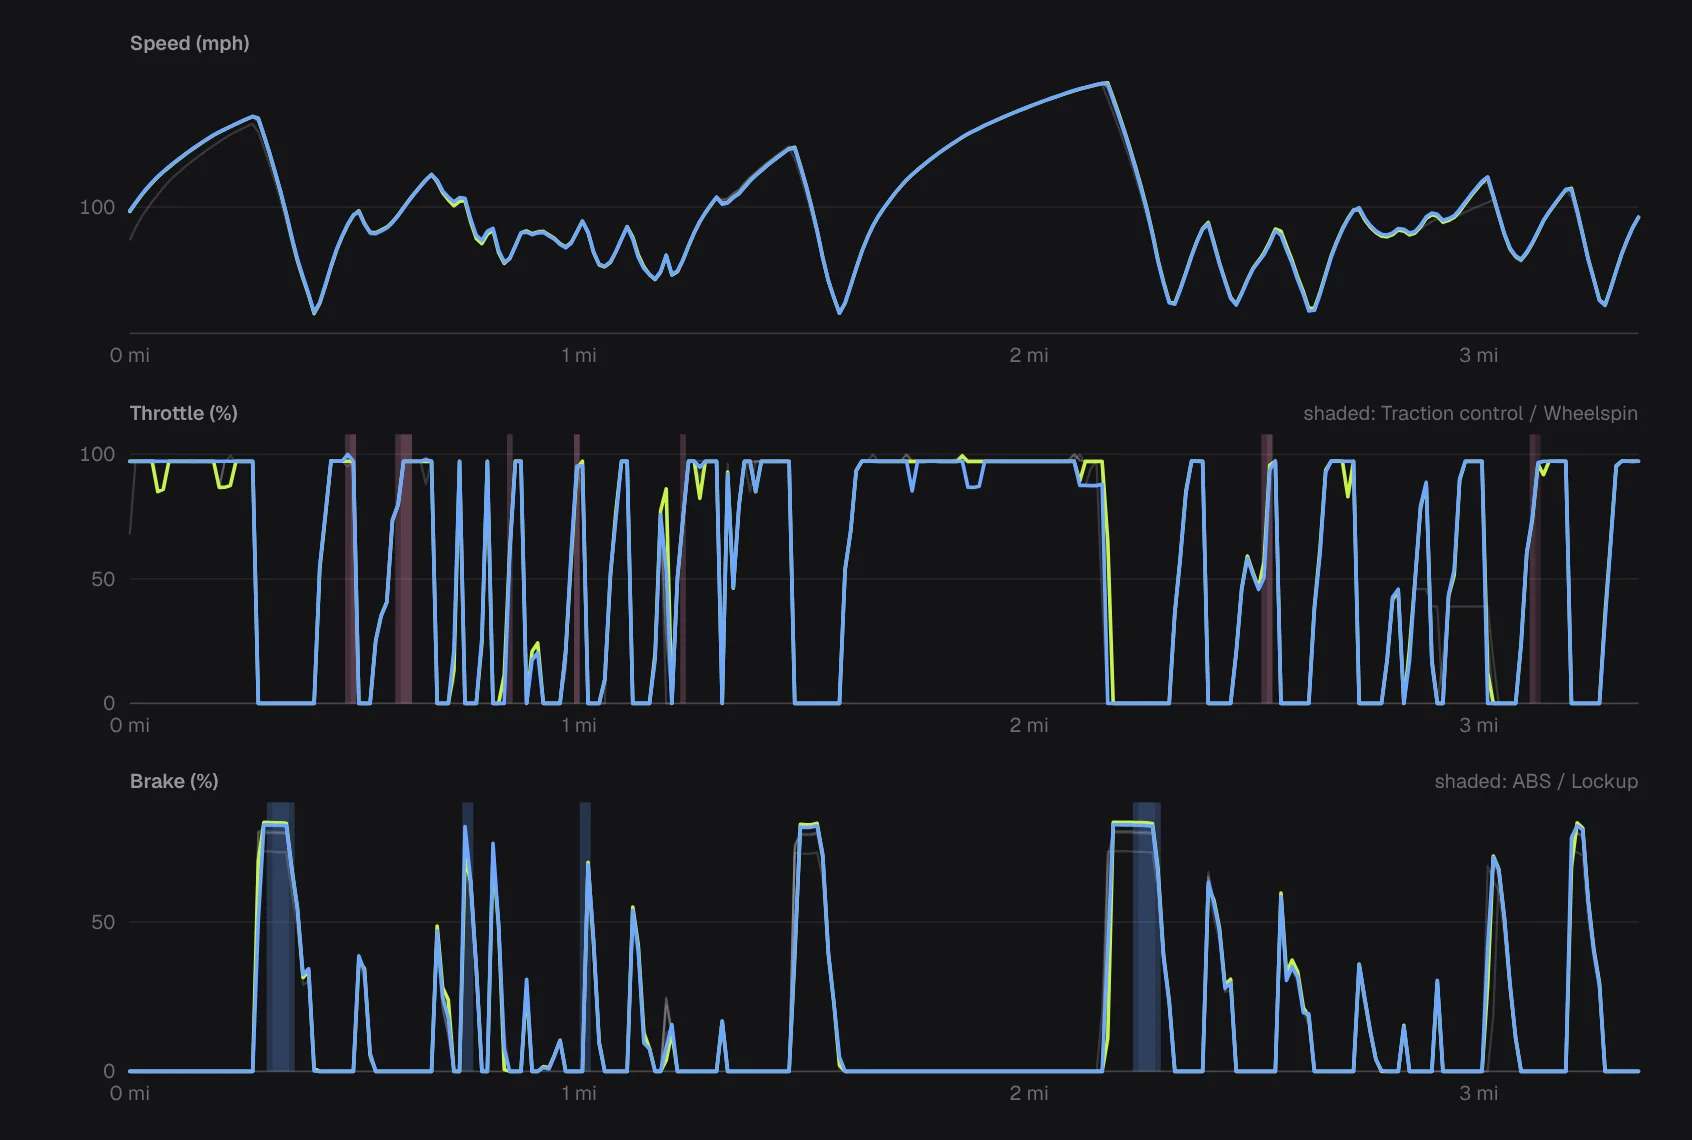 Speed (mph)
100
0 mi 1 mi 2 mi 3 mi
Throttle (%) shaded: Traction control / Wheelspin
100
50
0
0 mi 1 mi 2 mi 3 mi
Brake (%) shaded: ABS / Lockup
50
0
0 mi 1 mi 2 mi 3 mi